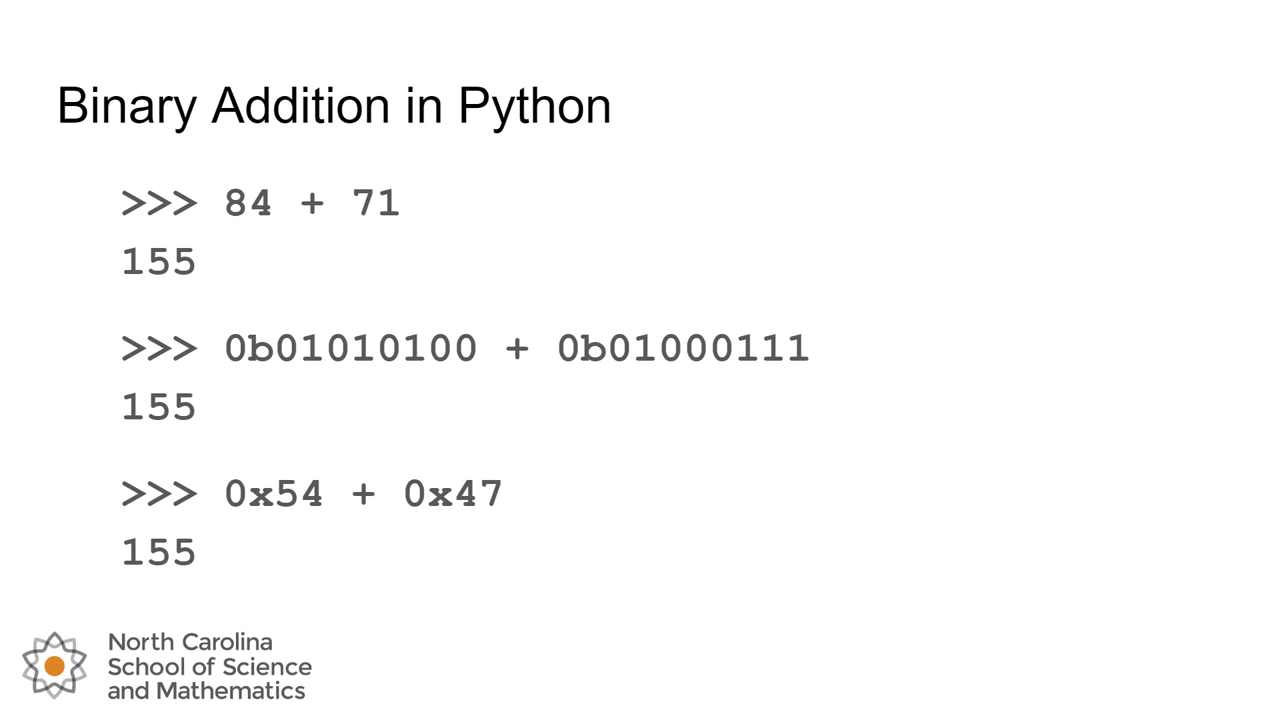 Binary Addition in Python
>>> 84 + 71
155
>>> 0b01010100 + 0b01000111
155
>>> 0x54 + 0x47
155
North Carolina
School of Science
and Mathematics